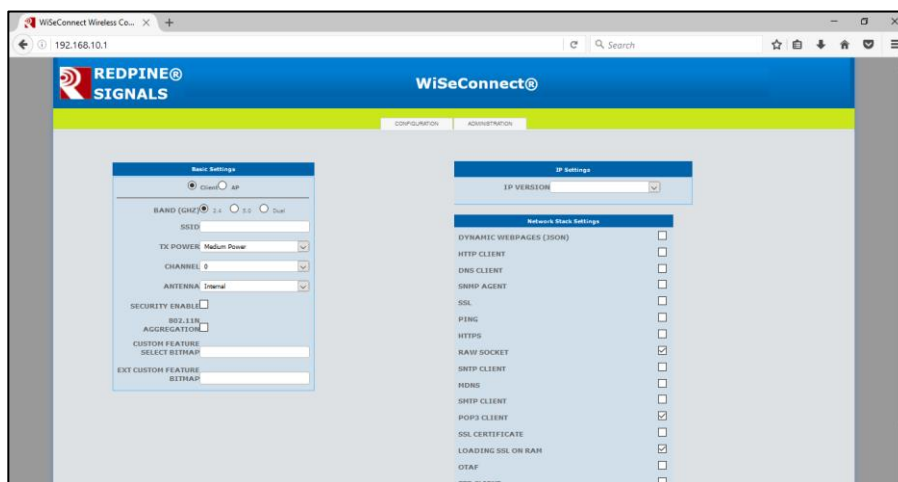 WiSeConnect Wireless Co...
192.168.10.1
Search
REDPINE®
SIGNALS
WiSeConnect®
CONFIGURATION
ADMINISTRATION
Basic Settings
Client
AP
BAND (GHZ)
2.4
5.0
Dual
SSID
TX POWER
Medium Power
CHANNEL
0
ANTENNA
Internal
SECURITY ENABLE
802.11N
AGGREGATION
CUSTOM FEATURE
SELECT BITMAP
EXT CUSTOM FEATURE
BITMAP
IP Settings
IP VERSION
Network Stack Settings
DYNAMIC WEBPAGES (JSON)
HTTP CLIENT
DNS CLIENT
SNMP AGENT
SSL
PING
HTTPS
RAW SOCKET
SNTP CLIENT
MDNS
SMTP CLIENT
POP3 CLIENT
SSL CERTIFICATE
LOADING SSL ON RAM
OTAF